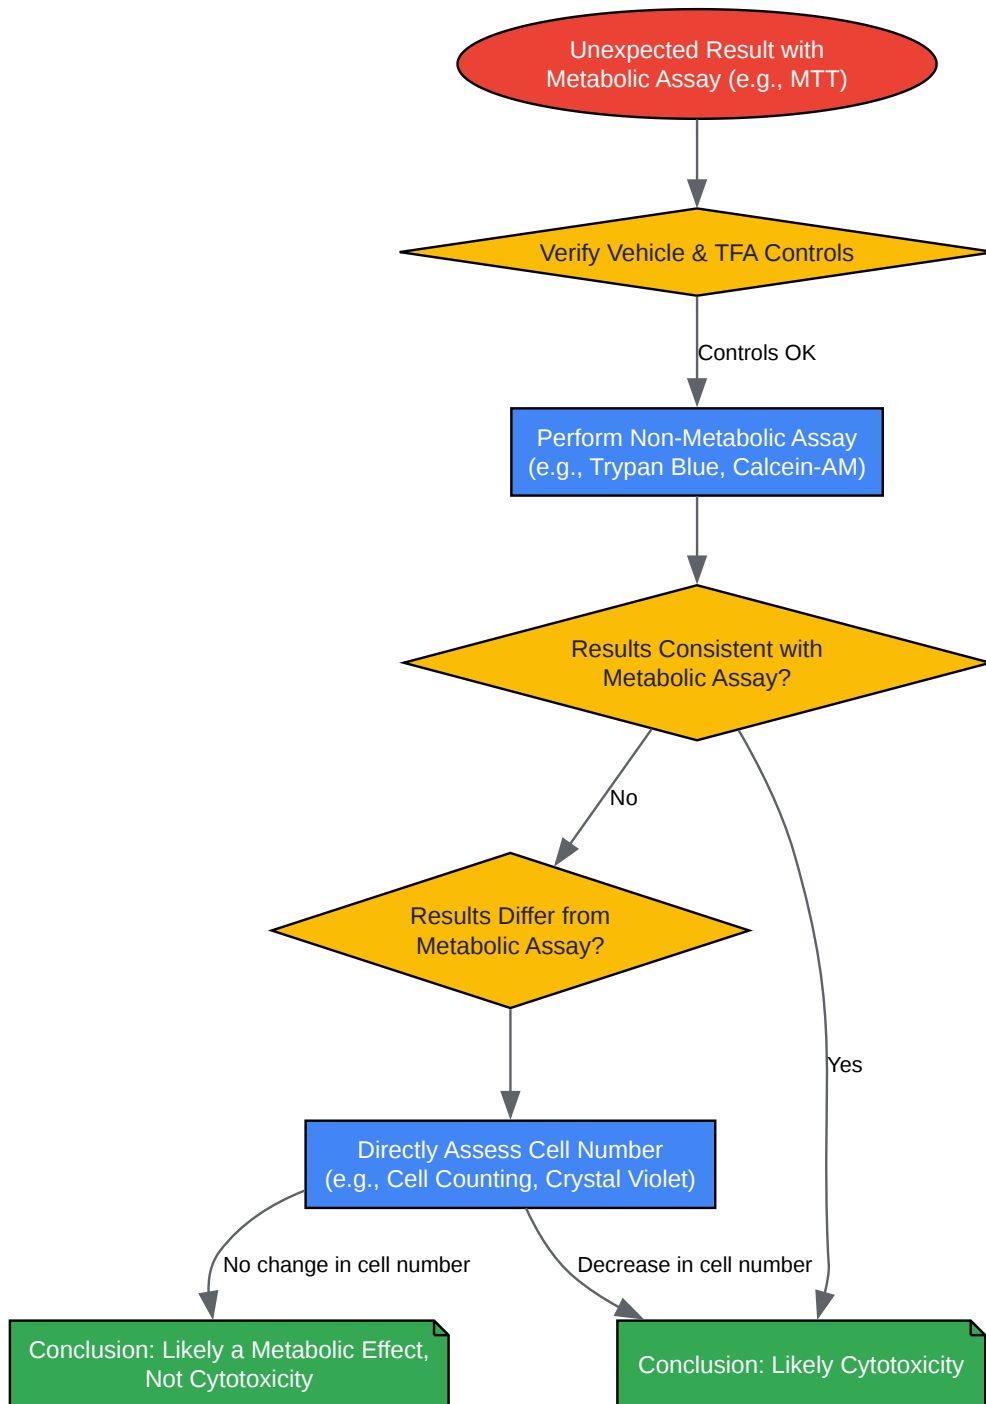 Unexpected Result with
Metabolic Assay (e.g., MTT)
Verify Vehicle & TFA Controls
Controls OK
Perform Non-Metabolic Assay
(e.g., Trypan Blue, Calcein-AM)
Results Consistent with
Metabolic Assay?
No
Results Differ from
Metabolic Assay?
Yes
Directly Assess Cell Number
(e.g., Cell Counting, Crystal Violet)
No change in cell number
Decrease in cell number
Conclusion: Likely a Metabolic Effect,
Not Cytotoxicity
Conclusion: Likely Cytotoxicity